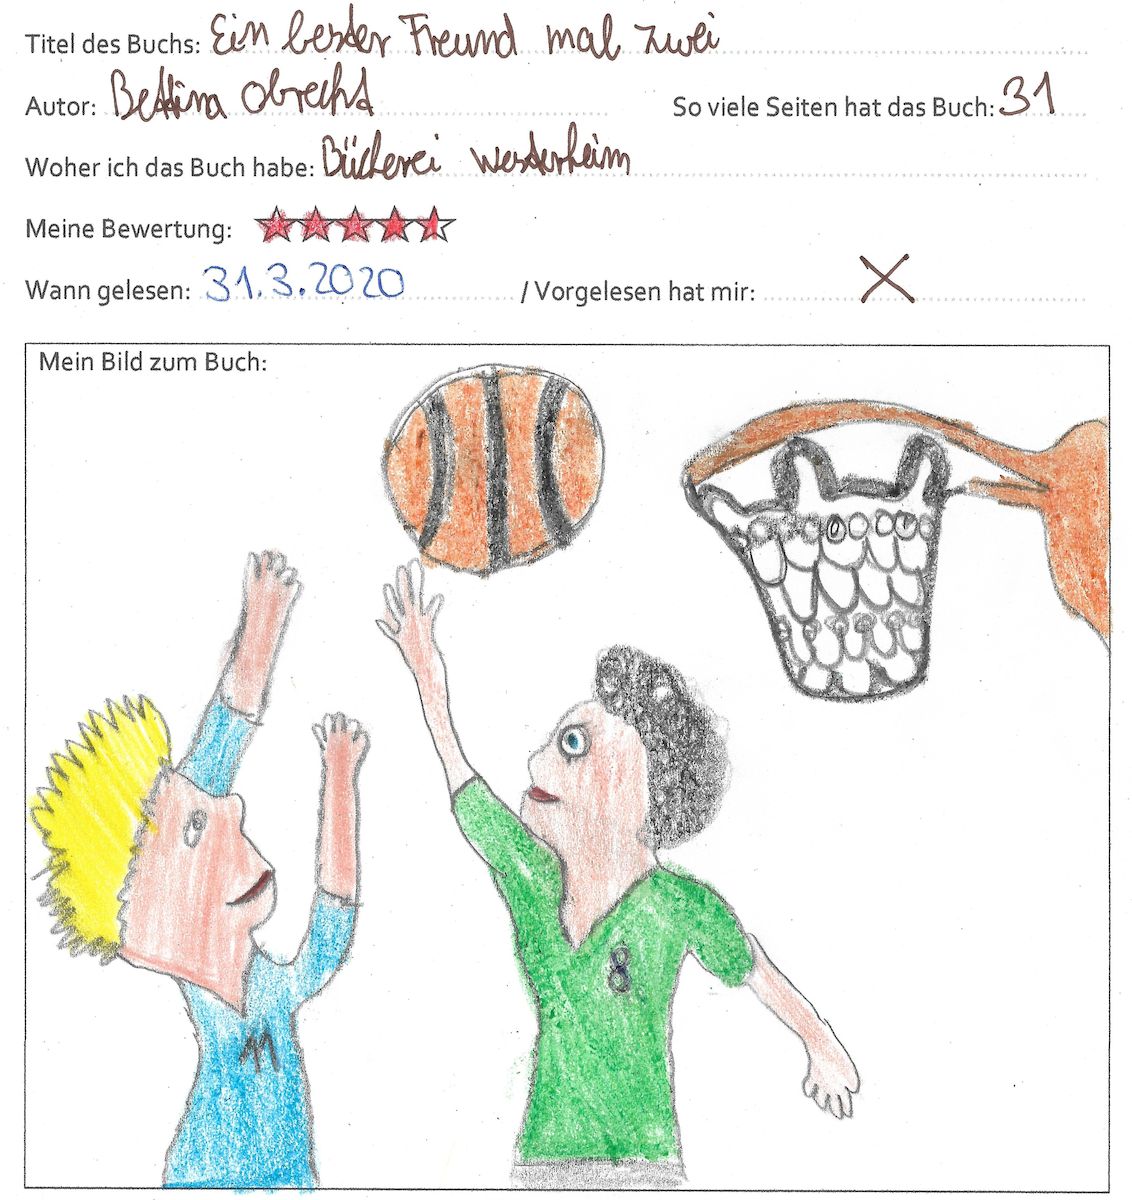 Titel des Buchs: Ein bester Freund mal zwei
Autor: Bettina Obrecht So viele Seiten hat das Buch: 31
Woher ich das Buch habe: Bücherei Westerheim
Meine Bewertung:
Wann gelesen: 31.3.2020 / Vorgelesen hat mir: X
Mein Bild zum Buch:
8
11